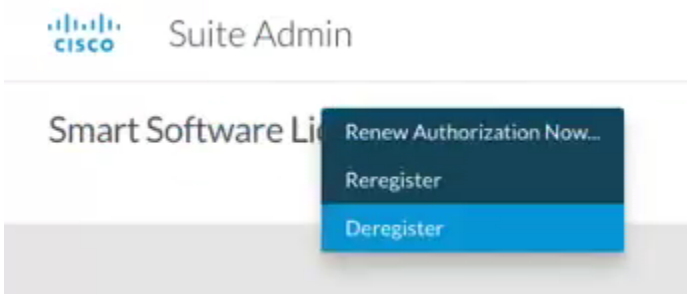 CISCO
Suite Admin
Smart Software Li
Renew Authorization Now...
Reregister
Deregister